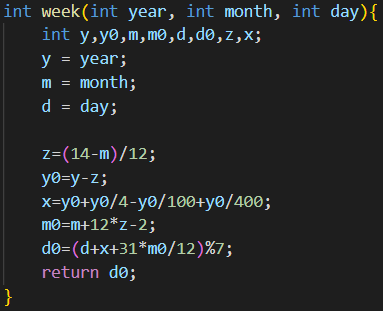 int week(int year, int month, int day){
int y,y0,m,m0,d,d0,z,x;
y = year;
m = month;
d = day;
z=(14-m)/12;
y0=y-z;
x=y0+y0/4-y0/100+y0/400;
m0=m+12*z-2;
d0=(d+x+31*m0/12)%7;
return d0;
}